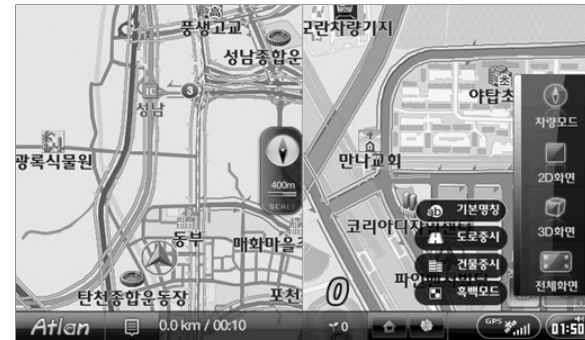 풍생고교
성남종합운
IC
3
성남
광록식물원
400m
SCALE
동부
매화마을
탄천종합운동장
포천
모란차량기지
야탑초
만나교회
코리아디자
ab 기본명칭
도로중시
건물중시
흑백모드
차량모드
2D화면
3D화면
전체화면
0
Atlan
0.0 km / 00:10
0
GPS
01:50